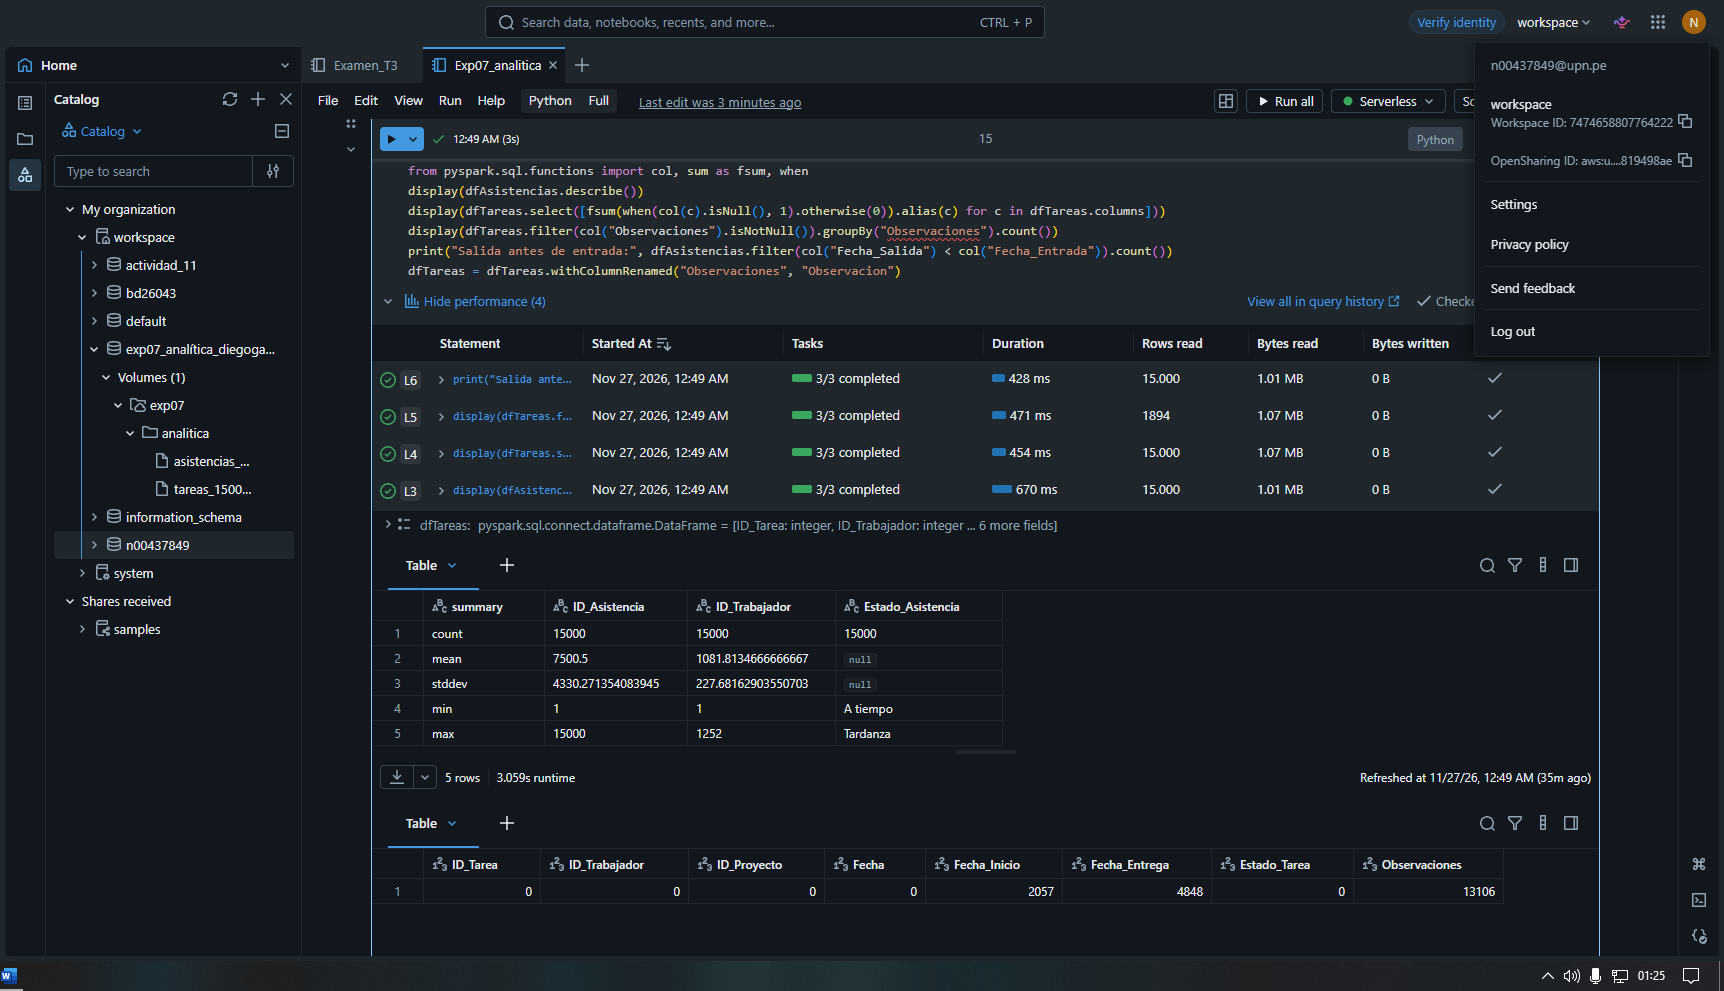 Search data, notebooks, recents, and more...
CTRL + P
Verify identity
workspace
N
Home
Examen_T3
Exp07_analitica
n00437849@upn.pe
workspace
Workspace ID: 7474658807764222
OpenSharing ID: aws:u....819498ae
Settings
Privacy policy
Send feedback
Log out
Catalog
Catalog
Type to search
My organization
workspace
actividad_11
bd26043
default
exp07_analítica_diegoga...
Volumes (1)
exp07
analitica
asistencias_...
tareas_1500...
information_schema
n00437849
system
Shares received
samples
File Edit View Run Help Python Full Last edit was 3 minutes ago
Run all
Serverless
Sc
12:49 AM (3s)
15
Python
from pyspark.sql.functions import col, sum as fsum, when
display(dfAsistencias.describe())
display(dfTareas.select([fsum(when(col(c).isNull(), 1).otherwise(0)).alias(c) for c in dfTareas.columns]))
display(dfTareas.filter(col("Observaciones").isNotNull()).groupBy("Observaciones").count())
print("Salida antes de entrada:", dfAsistencias.filter(col("Fecha_Salida") < col("Fecha_Entrada")).count())
dfTareas = dfTareas.withColumnRenamed("Observaciones", "Observacion")
Hide performance (4)
View all in query history
Checke
Statement Started At Tasks Duration Rows read Bytes read Bytes written
L6 print("Salida ante... Nov 27, 2026, 12:49 AM 3/3 completed 428 ms 15.000 1.01 MB 0 B
L5 display(dfTareas.f... Nov 27, 2026, 12:49 AM 3/3 completed 471 ms 1894 1.07 MB 0 B
L4 display(dfTareas.s... Nov 27, 2026, 12:49 AM 3/3 completed 454 ms 15.000 1.07 MB 0 B
L3 display(dfAsistenc... Nov 27, 2026, 12:49 AM 3/3 completed 670 ms 15.000 1.01 MB 0 B
dfTareas: pyspark.sql.connect.dataframe.DataFrame = [ID_Tarea: integer, ID_Trabajador: integer ... 6 more fields]
Table
summary ID_Asistencia ID_Trabajador Estado_Asistencia
1 count 15000 15000 15000
2 mean 7500.5 1081.8134666666667 null
3 stddev 4330.271354083945 227.68162903550703 null
4 min 1 1 A tiempo
5 max 15000 1252 Tardanza
5 rows 3.059s runtime
Refreshed at 11/27/26, 12:49 AM (35m ago)
Table
ID_Tarea ID_Trabajador ID_Proyecto Fecha Fecha_Inicio Fecha_Entrega Estado_Tarea Observaciones
1 0 0 0 0 2057 4848 0 13106
01:25